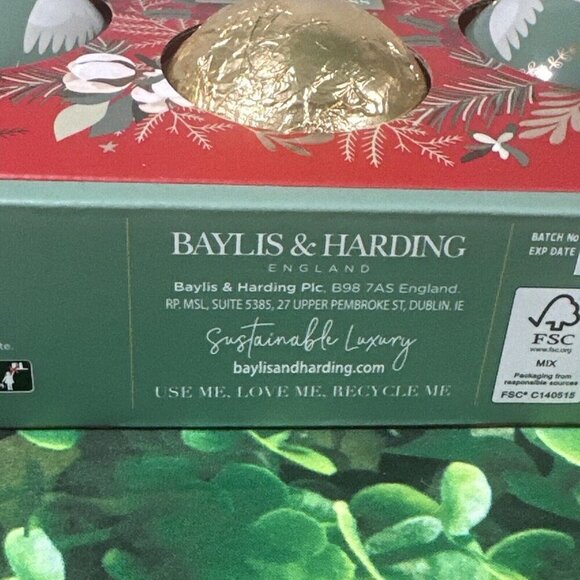 BAYLIS & HARDING
ENGLAND
Baylis & Harding Plc, B98 7AS England.
RP. MSL, SUITE 5385, 27 UPPER PEMBROKE ST, DUBLIN. IE
Sustainable Luxury
baylisandharding.com
USE ME, LOVE ME, RECYCLE ME
BATCH No
EXP DATE
FSC
www.fsc.org
MIX
Packaging from
responsible sources
FSC® C140515
te.